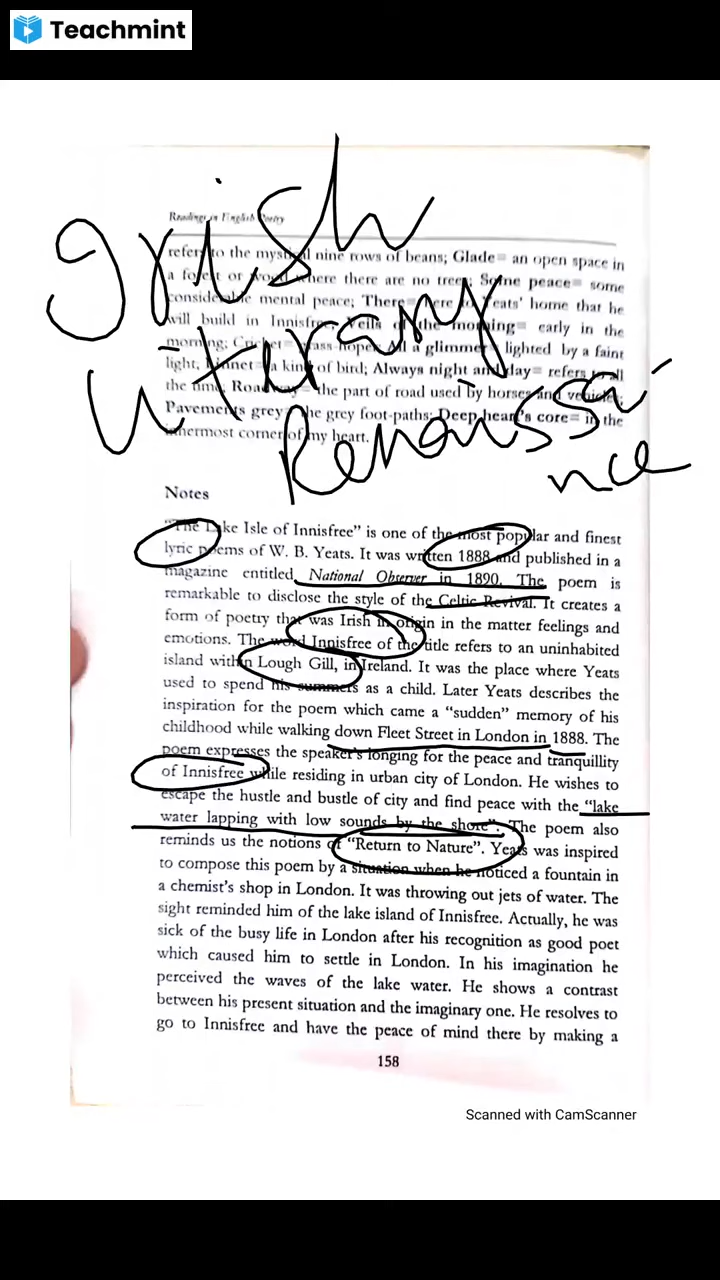 Teachmint
Readings in English Poetry
Irish
Literary
Renaissa-
nce
refers to the mystical nine rows of beans; Glade= an open space in
a forest or wood where there are no trees; Some peace= some
considerable mental peace; There= here to Yeats' home that he
will build in Innisfree; Veils of the morning= early in the
morning; Cricket= grass-hoper; All a glimmer= lighted by a faint
light; Linnet= a kind of bird; Always night and day= refers to all
the time; Roadway= the part of road used by horses and vehicles;
Pavements grey= the grey foot-paths; Deep heart's core= in the
innermost corner of my heart.
Notes
"The Lake Isle of Innisfree" is one of the most popular and finest
lyric poems of W. B. Yeats. It was written 1888 and published in a
magazine entitled National Observer in 1890. The poem is
remarkable to disclose the style of the Celtic Revival. It creates a
form of poetry that was Irish in origin in the matter feelings and
emotions. The word Innisfree of the title refers to an uninhabited
island within Lough Gill, in Ireland. It was the place where Yeats
used to spend his summers as a child. Later Yeats describes the
inspiration for the poem which came a "sudden" memory of his
childhood while walking down Fleet Street in London in 1888. The
poem expresses the speaker's longing for the peace and tranquillity
of Innisfree while residing in urban city of London. He wishes to
escape the hustle and bustle of city and find peace with the "lake
water lapping with low sounds by the shore". The poem also
reminds us the notions of "Return to Nature". Yeats was inspired
to compose this poem by a situation when he noticed a fountain in
a chemist's shop in London. It was throwing out jets of water. The
sight reminded him of the lake island of Innisfree. Actually, he was
sick of the busy life in London after his recognition as good poet
which caused him to settle in London. In his imagination he
perceived the waves of the lake water. He shows a contrast
between his present situation and the imaginary one. He resolves to
go to Innisfree and have the peace of mind there by making a
158
Scanned with CamScanner